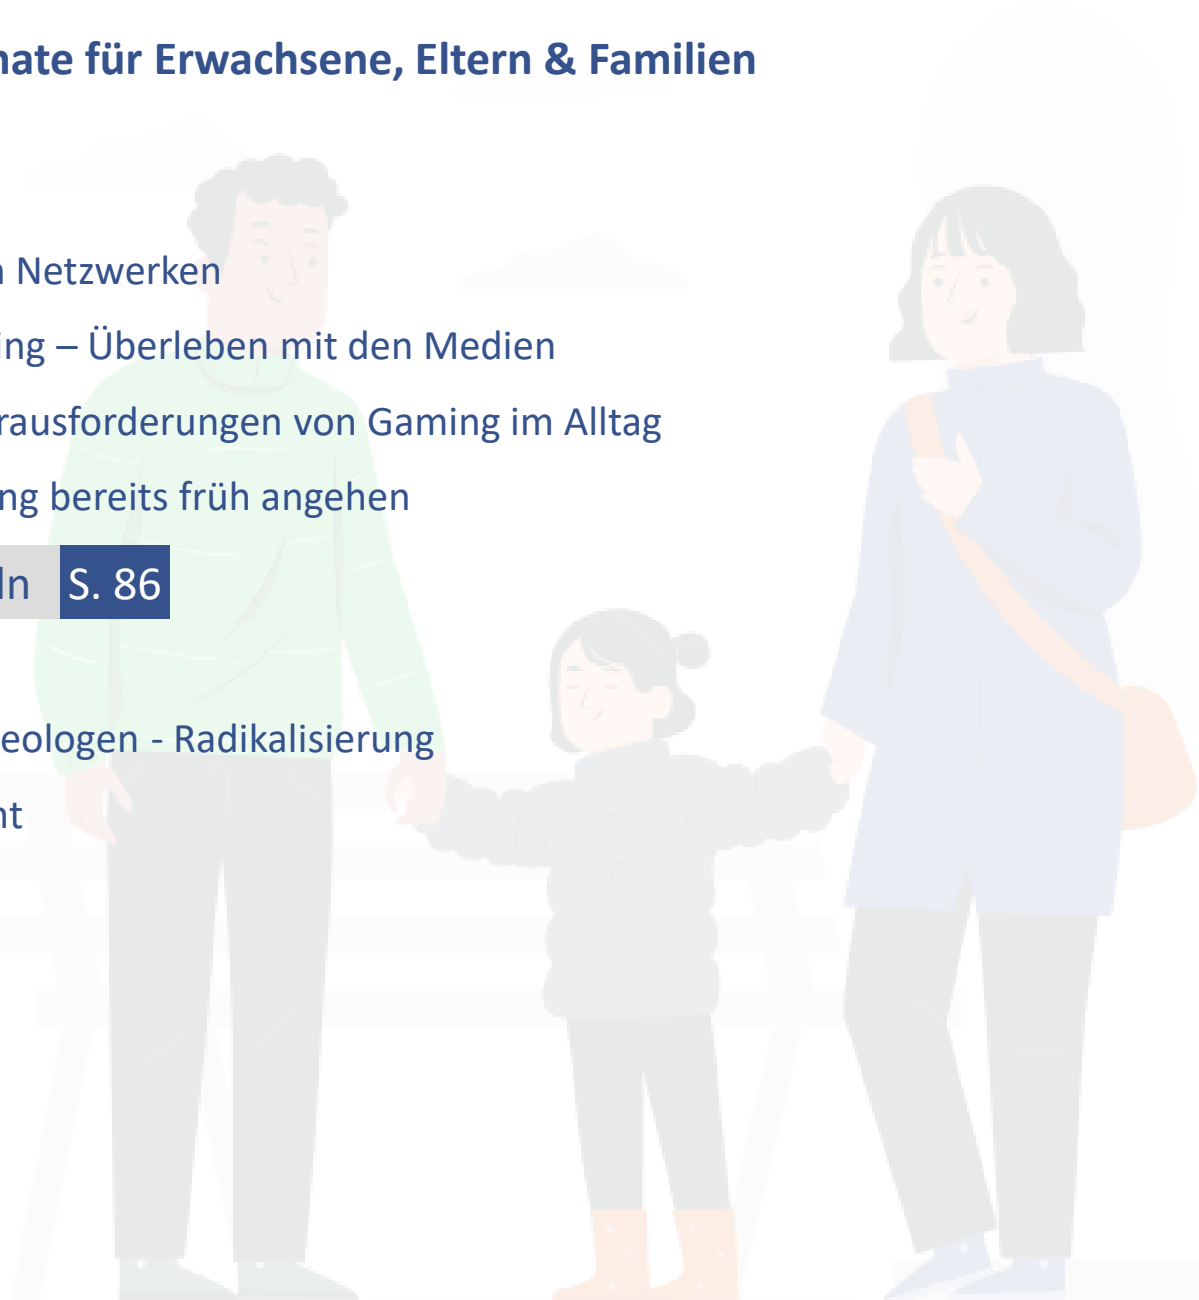 nate für Erwachsene, Eltern & Familien
n Netzwerken
ing – Überleben mit den Medien
rausforderungen von Gaming im Alltag
ng bereits früh angehen
ln S. 86
eologen - Radikalisierung
nt